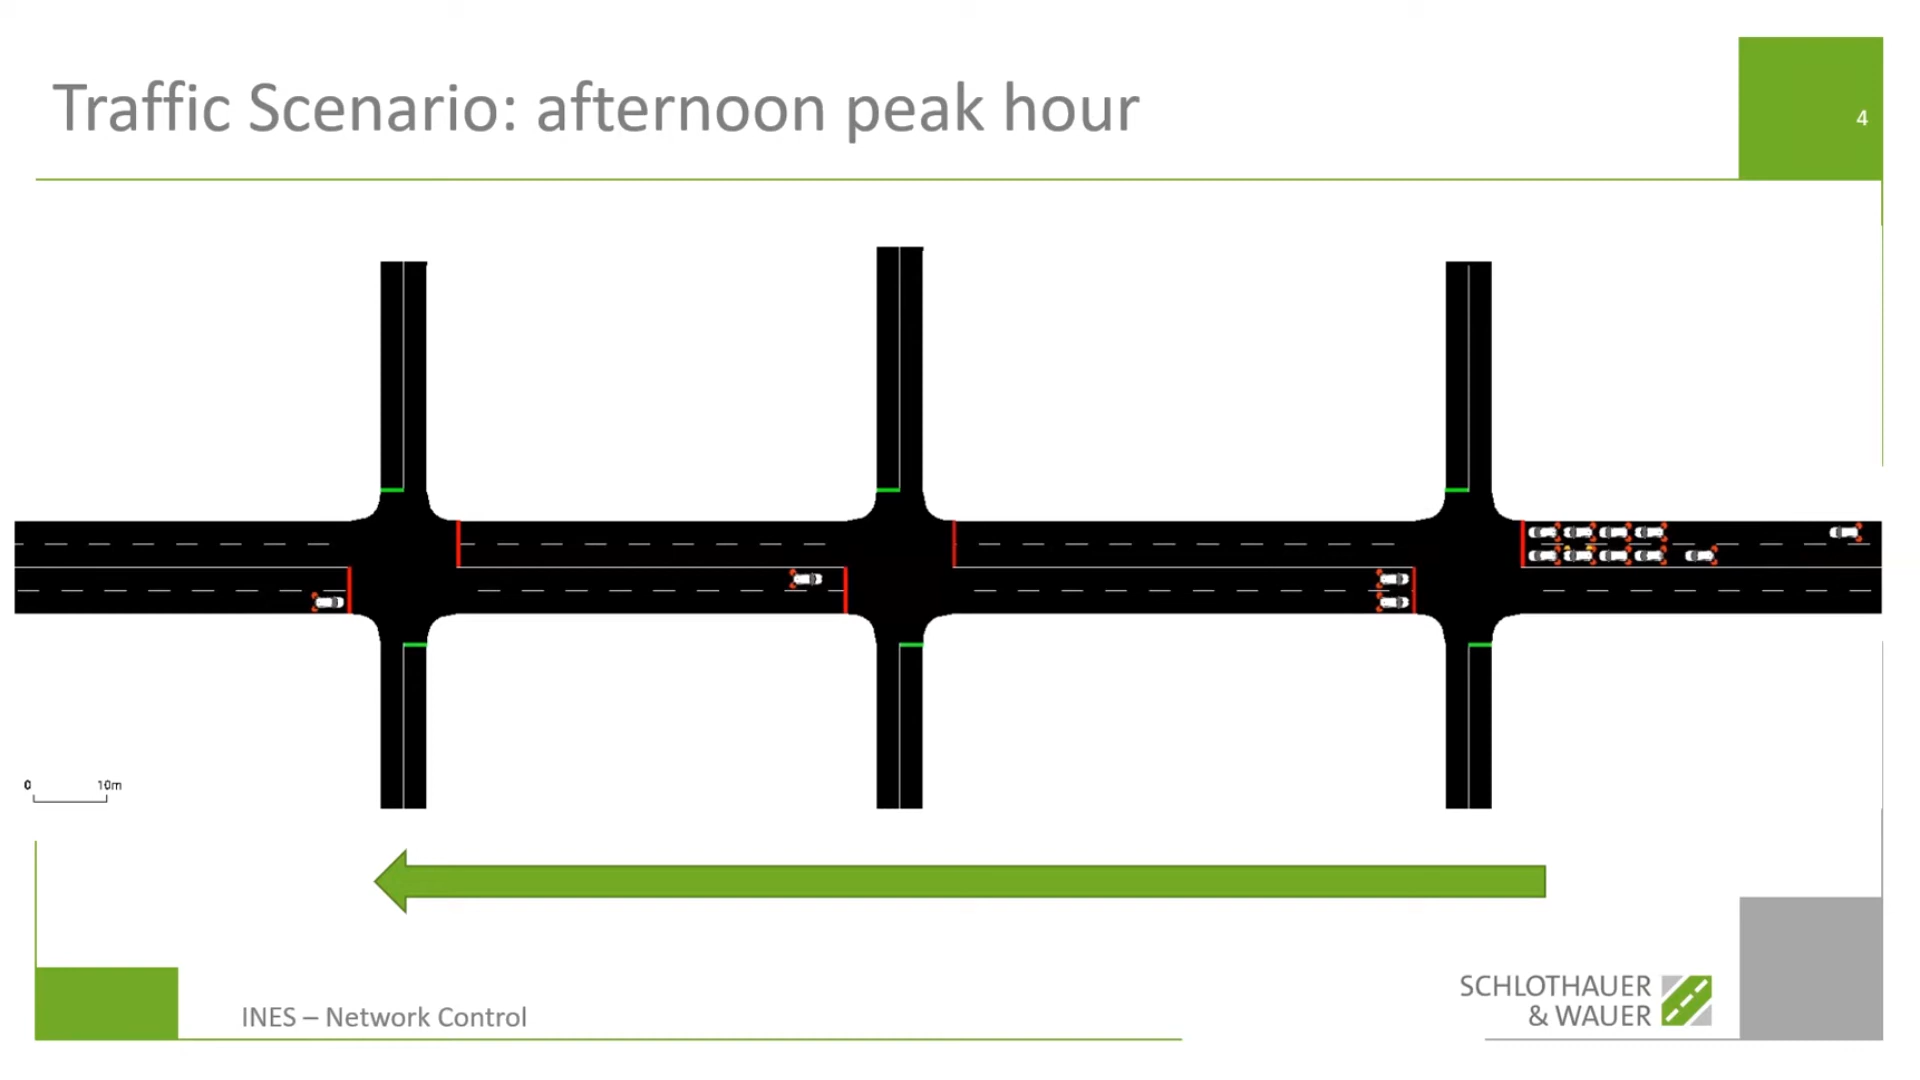 Traffic Scenario: afternoon peak hour
4
0 10m
INES – Network Control
SCHLOTHAUER
& WAUER